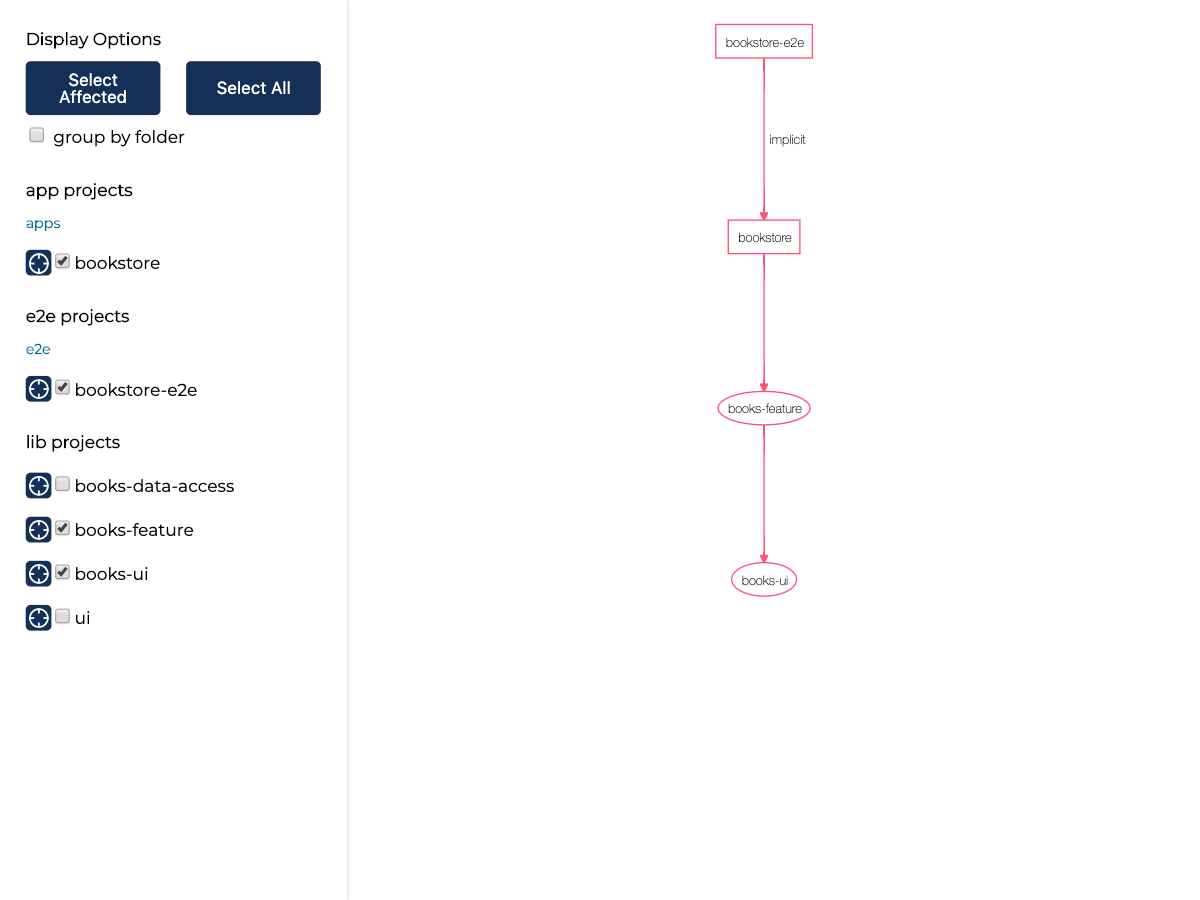 Display Options
Select
Affected
Select All
group by folder
app projects
apps
bookstore
e2e projects
e2e
bookstore-e2e
lib projects
books-data-access
books-feature
books-ui
ui
bookstore-e2e
implicit
bookstore
books-feature
books-ui